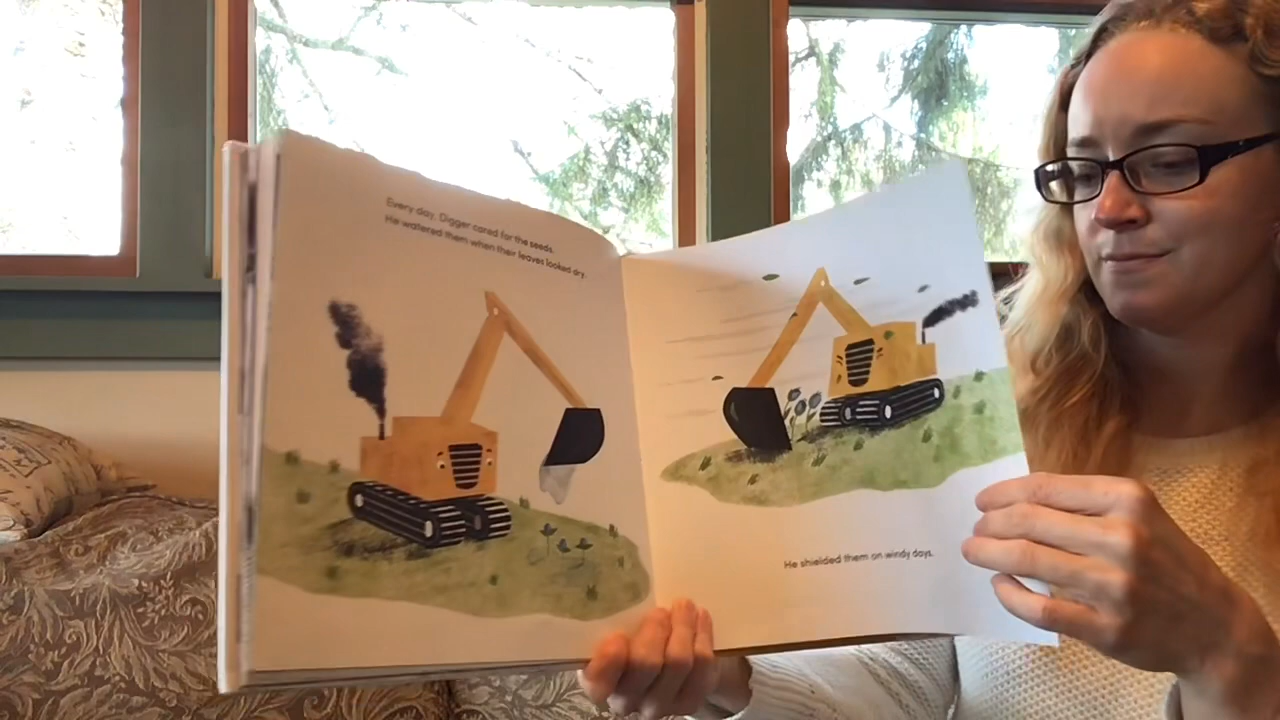 Every day, Digger cared for the seeds.
He watered them when their leaves looked dry.
He shielded them on windy days.